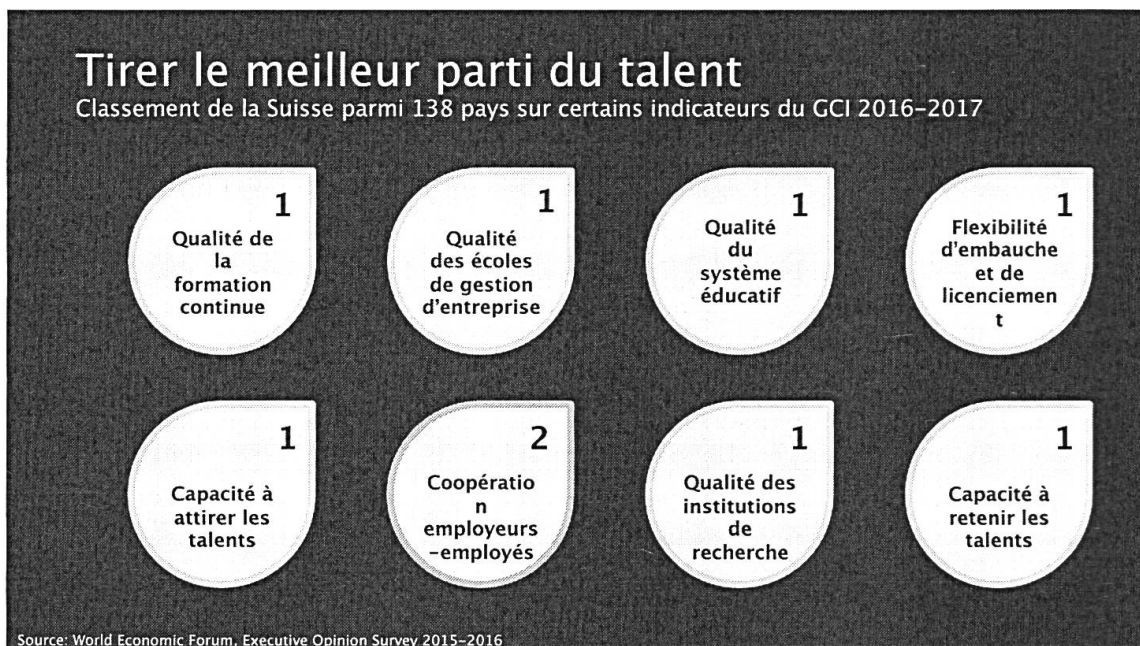 Tirer le meilleur parti du talent
Classement de la Suisse parmi 138 pays sur certains indicateurs du GCI 2016–2017
1
Qualité de
la
formation
continue
1
Qualité
des écoles
de gestion
d'entreprise
1
Qualité
du
système
éducatif
1
Flexibilité
d'embauche
et de
licenciemen
t
1
Capacité à
attirer les
talents
2
Coopératio
n
employeurs
-employés
1
Qualité des
institutions
de
recherche
1
Capacité à
retenir les
talents
Source: World Economic Forum, Executive Opinion Survey 2015–2016